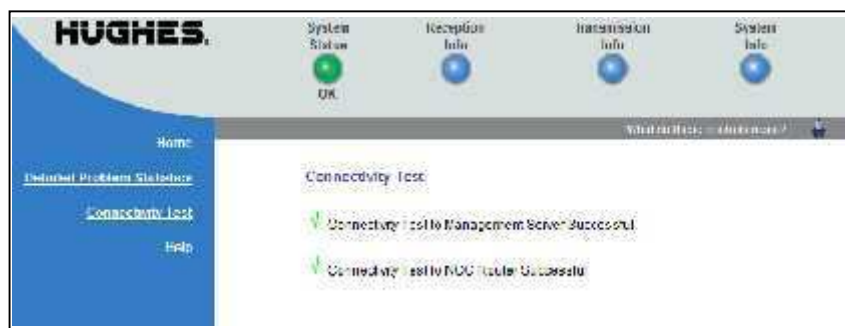 HUGHES.
System Status
Reception Info
Transmission Info
System Info
OK
Home
Detailed Problem Statistics
Connectivity Test
Help
Connectivity Test
Connectivity Test to Management Server Successful
Connectivity Test to NOC Router Successful